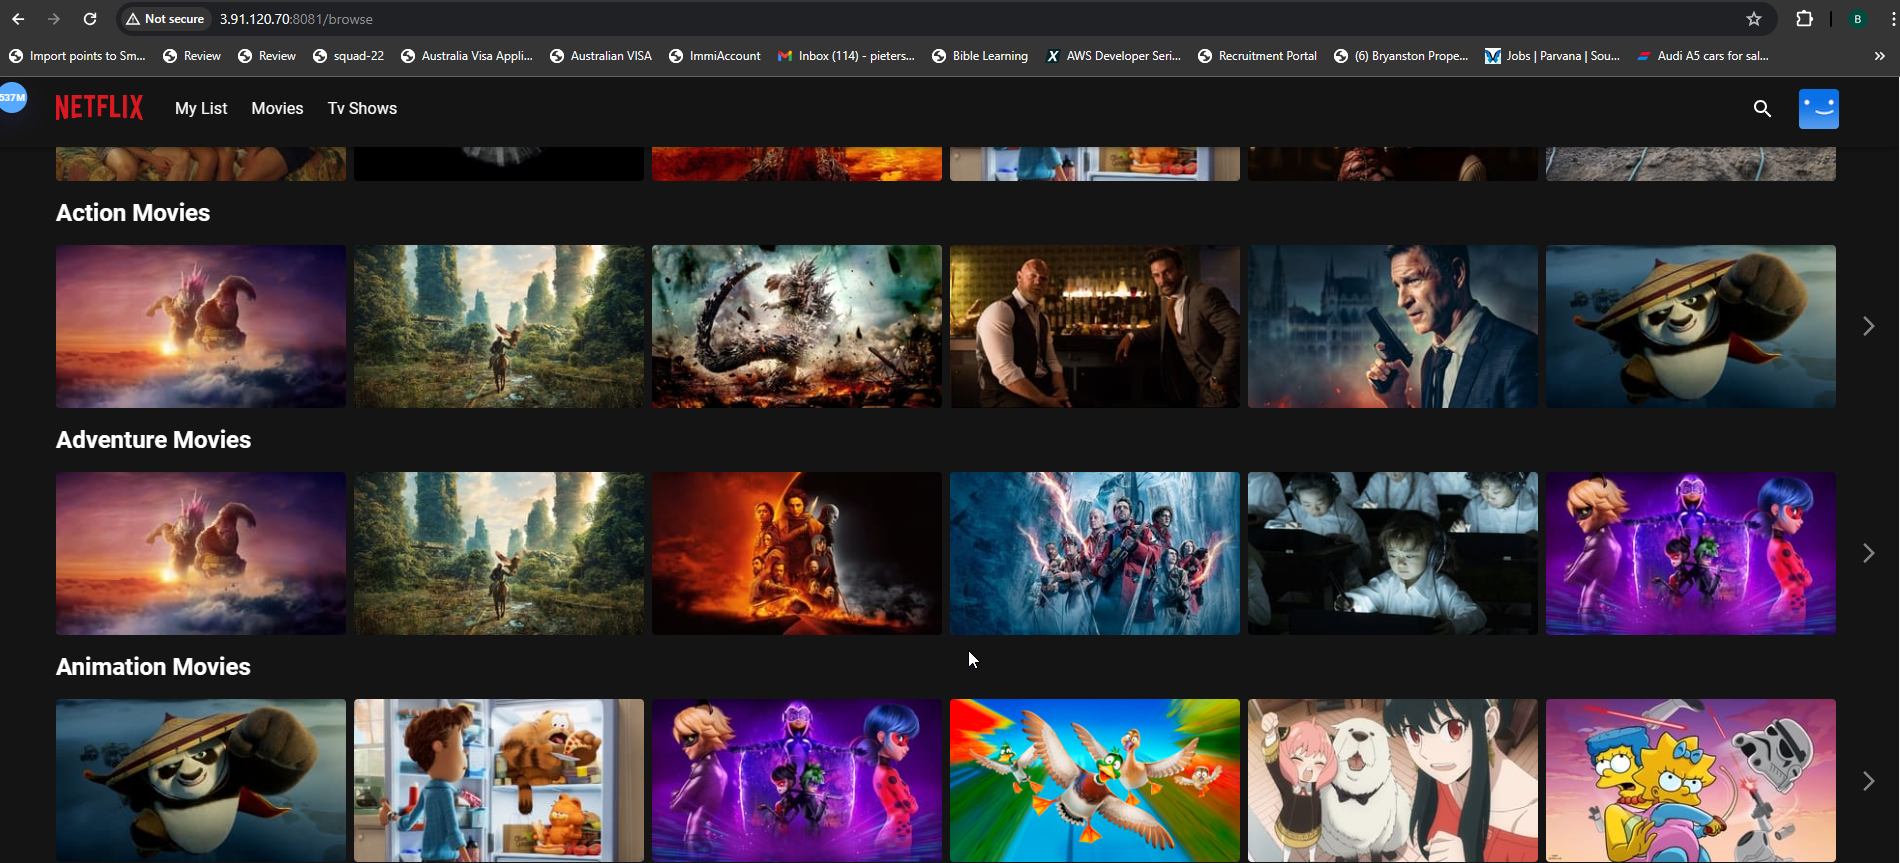 Not secure 3.91.120.70:8081/browse B
Import points to Sm... Review Review squad-22 Australia Visa Appli... Australian VISA ImmiAccount Inbox (114) - pieters... Bible Learning AWS Developer Seri... Recruitment Portal (6) Bryanston Prope... Jobs | Parvana | Sou... Audi A5 cars for sal... »
537M
NETFLIX My List Movies Tv Shows
Action Movies
Adventure Movies
Animation Movies